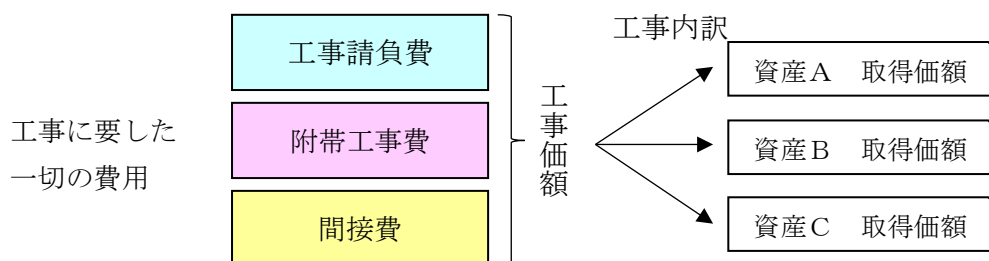 工事に要した
一切の費用
工事請負費
附帯工事費
間接費
工事価額
工事内訳
資産A 取得価額
資産B 取得価額
資産C 取得価額